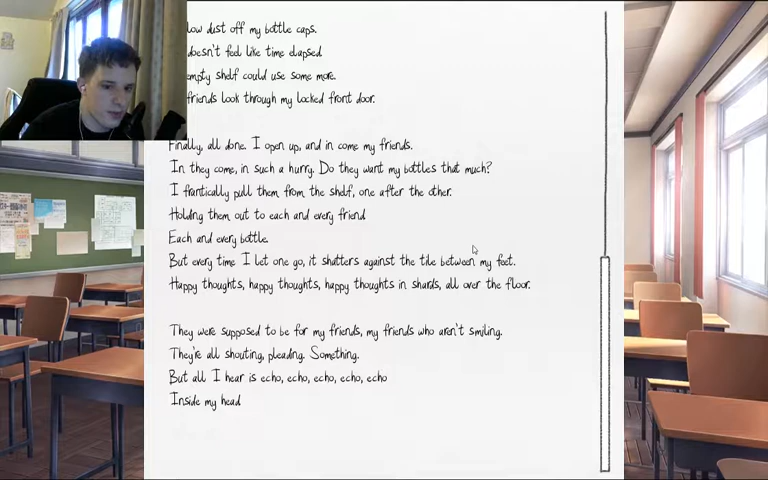 low dust off my bottle caps.
doesn't feel like time elapsed
empty shelf could use some more.
friends look through my locked front door.
Finally, all done. I open up, and in come my friends.
In they come, in such a hurry. Do they want my bottles that much?
I frantically pull them from the shelf, one after the other.
Holding them out to each and every friend
Each and every bottle.
But every time I let one go, it shatters against the tile between my feet.
Happy thoughts, happy thoughts, happy thoughts in shards, all over the floor.
They were supposed to be for my friends, my friends who aren't smiling.
They're all shouting, pleading. Something.
But all I hear is echo, echo, echo, echo, echo
Inside my head